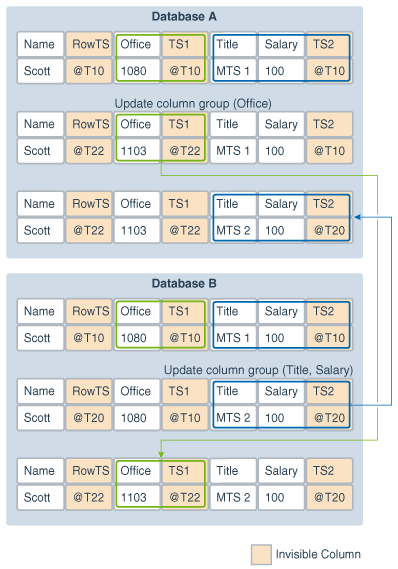 Database A
Name RowTS Office TS1 Title Salary TS2
Scott @T10 1080 @T10 MTS 1 100 @T10
Update column group (Office)
Name RowTS Office TS1 Title Salary TS2
Scott @T22 1103 @T22 MTS 1 100 @T10
Name RowTS Office TS1 Title Salary TS2
Scott @T22 1103 @T22 MTS 2 100 @T20
Database B
Name RowTS Office TS1 Title Salary TS2
Scott @T10 1080 @T10 MTS 1 100 @T10
Update column group (Title, Salary)
Name RowTS Office TS1 Title Salary TS2
Scott @T20 1080 @T10 MTS 2 100 @T20
Name RowTS Office TS1 Title Salary TS2
Scott @T22 1103 @T22 MTS 2 100 @T20
Invisible Column